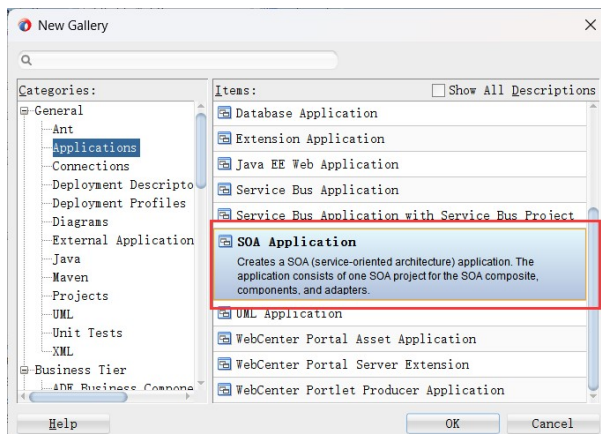 New Gallery
Categories:
General
Ant
Applications
Connections
Deployment Descripto
Deployment Profiles
Diagrams
External Application
Java
Maven
Projects
UML
Unit Tests
XML
Business Tier
ADF Business Compone
Items:
Show All Descriptions
Database Application
Extension Application
Java EE Web Application
Service Bus Application
Service Bus Application with Service Bus Project
SOA Application
Creates a SOA (service-oriented architecture) application. The
application consists of one SOA project for the SOA composite,
components, and adapters.
UML Application
WebCenter Portal Asset Application
WebCenter Portal Server Extension
WebCenter Portlet Producer Application
Help
OK
Cancel